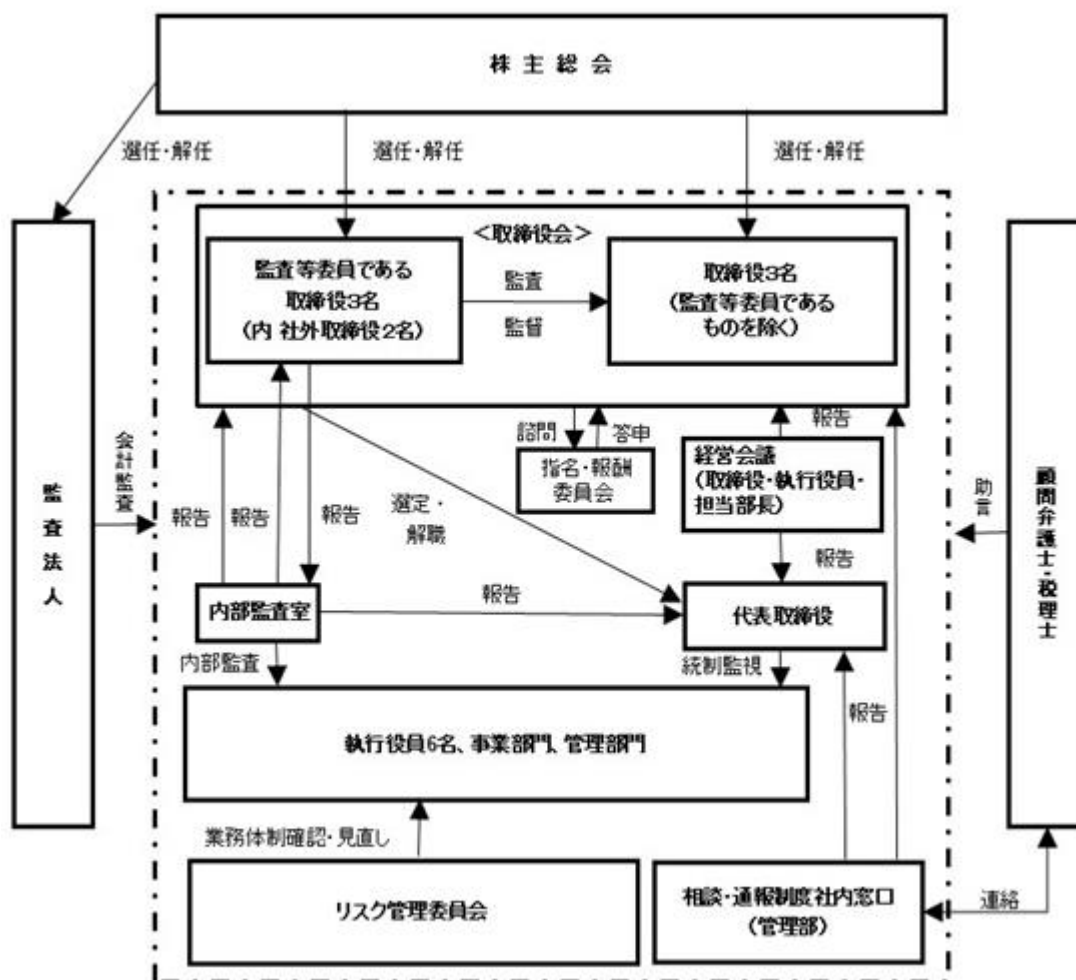 株主総会
選任・解任
選任・解任
選任・解任
＜取締役会＞
監査等委員である
取締役3名
（内 社外取締役2名）
監査
監督
取締役3名
（監査等委員である
ものを除く）
諮問
答申
指名・報酬
委員会
報告
経営会議
（取締役・執行役員・
担当部長）
報告
監査法人
会計監査
報告
報告
報告
選定・
解職
助言
顧問弁護士・税理士
内部監査室
報告
代表取締役
内部監査
統制監視
執行役員6名、事業部門、管理部門
報告
業務体制確認・見直し
リスク管理委員会
相談・通報制度社内窓口
（管理部）
連絡